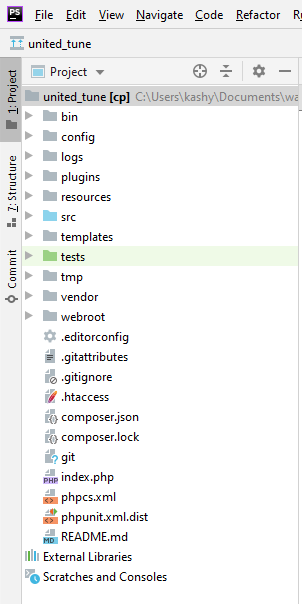 PS File Edit View Navigate Code Refactor R
united_tune
Project
united_tune [cp] C:\Users\kashy\Documents\wa
bin
config
logs
plugins
resources
src
templates
tests
tmp
vendor
webroot
.editorconfig
.gitattributes
.gitignore
.htaccess
composer.json
composer.lock
git
index.php
phpcs.xml
phpunit.xml.dist
README.md
External Libraries
Scratches and Consoles
1: Project
7: Structure
Commit